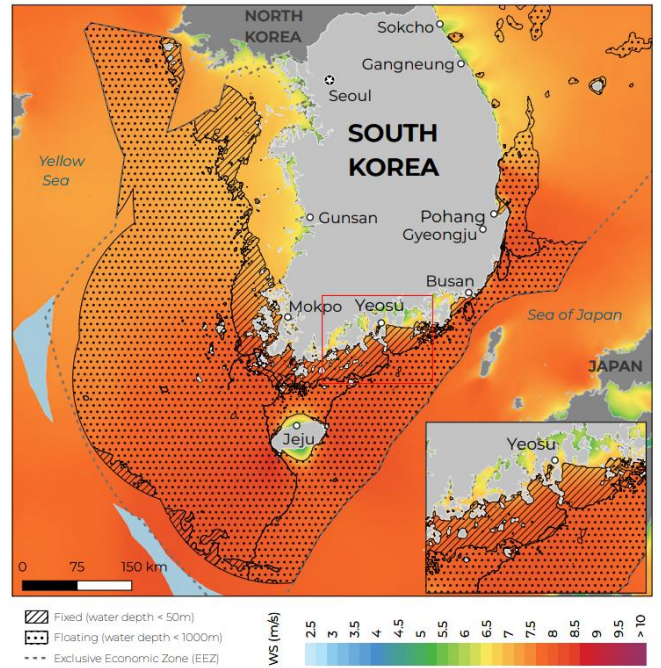 NORTH
KOREA
Sokcho
Gangneung
Seoul
SOUTH
KOREA
Yellow
Sea
Gunsan
Pohang
Gyeongju
Busan
Mokpo
Yeosu
Sea of Japan
JAPAN
Jeju
Yeosu
0 75 150 km
Fixed (water depth < 50m)
Floating (water depth < 1000m)
Exclusive Economic Zone (EEZ)
WS (m/s)
2.5 3 3.5 4 4.5 5 5.5 6 6.5 7 7.5 8 8.5 9 9.5 >10